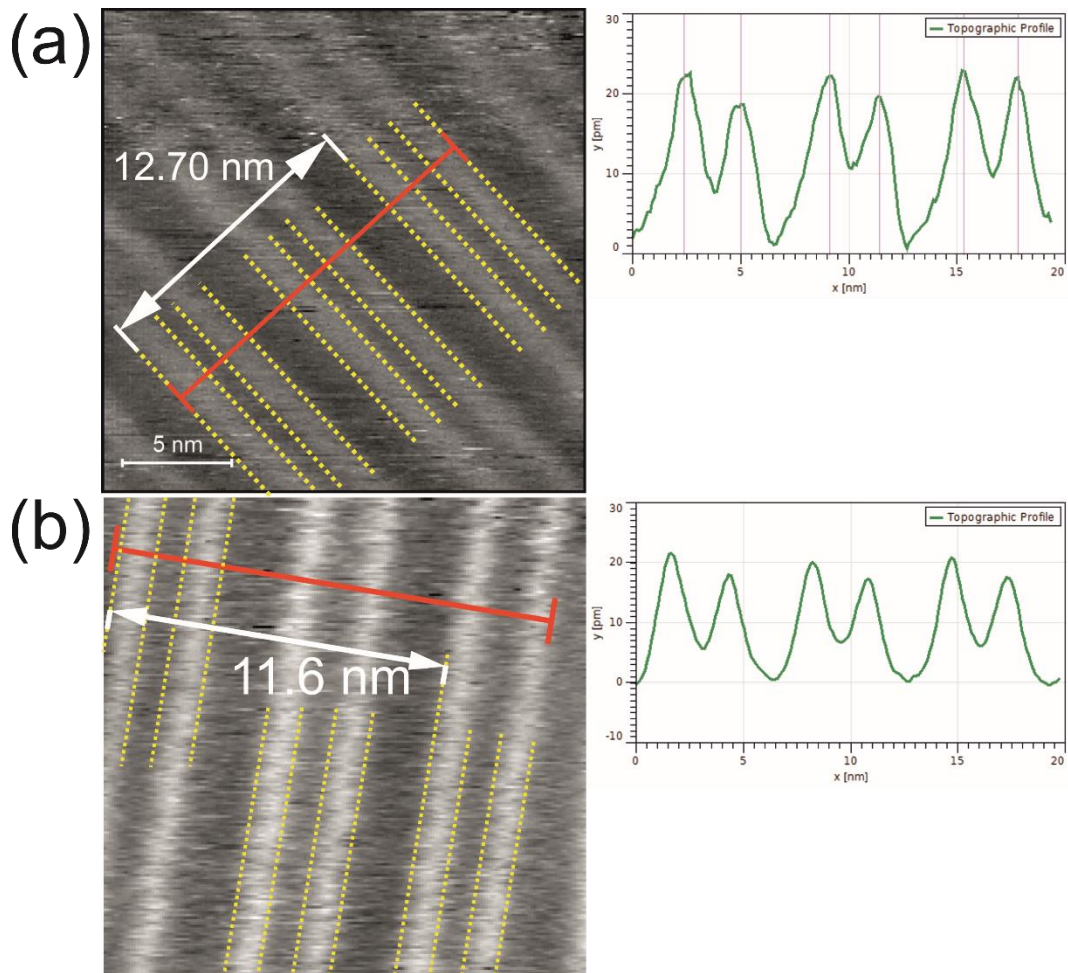 (a)
12.70 nm
5 nm
Topographic Profile
30
20
10
0
y [pm]
0 5 10 15 20
x [nm]
(b)
11.6 nm
Topographic Profile
30
20
10
0
-10
y [pm]
0 5 10 15 20
x [nm]